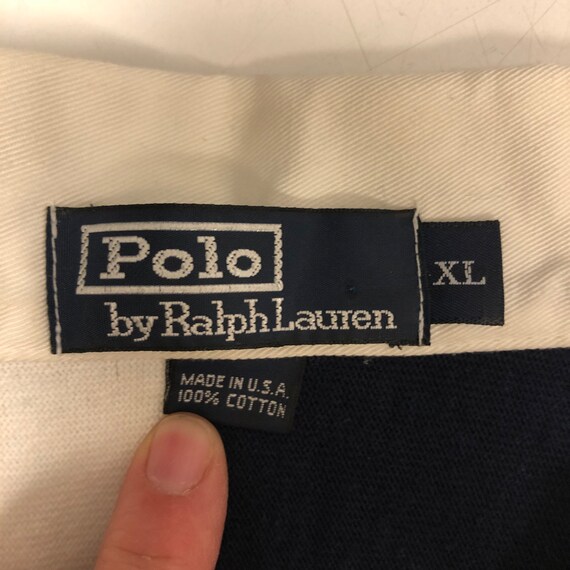 Polo
by Ralph Lauren
XL
MADE IN U.S.A.
100% COTTON